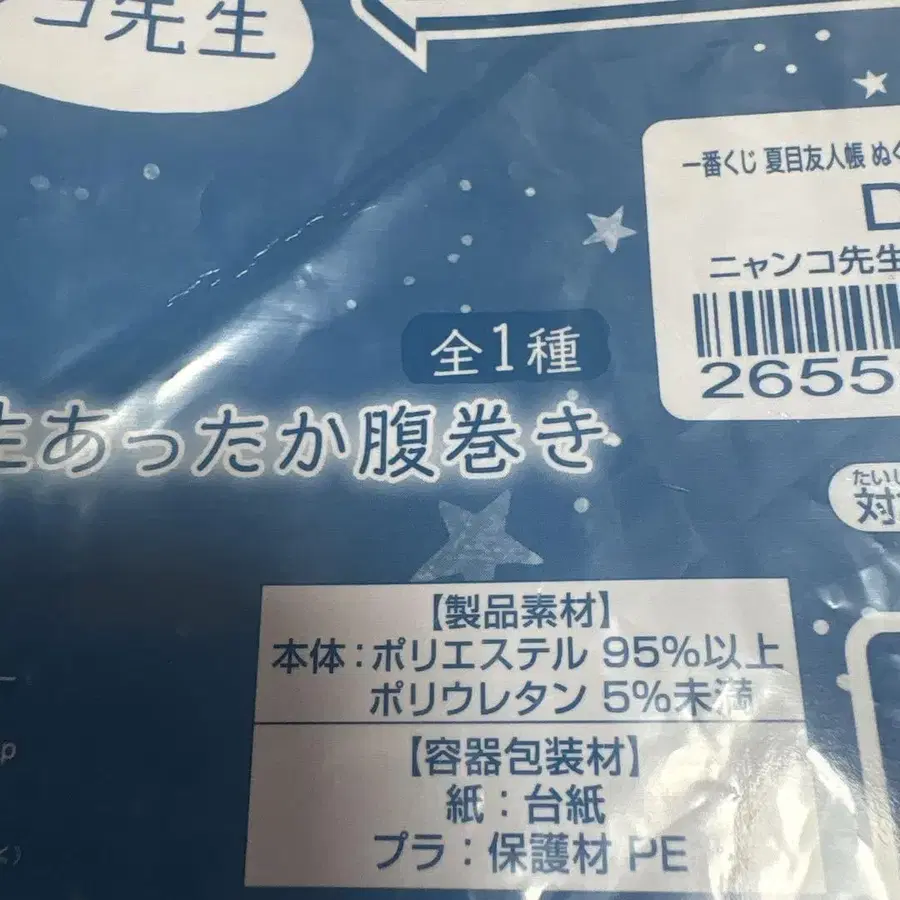 コ先生
一番くじ 夏目友人帳 ぬく
D
ニャンコ先生
2655
全1種
生あったか腹巻き
たいし
対
【製品素材】
本体：ポリエステル 95%以上
ポリウレタン 5%未満
【容器包装材】
紙：台紙
プラ：保護材 PE
p